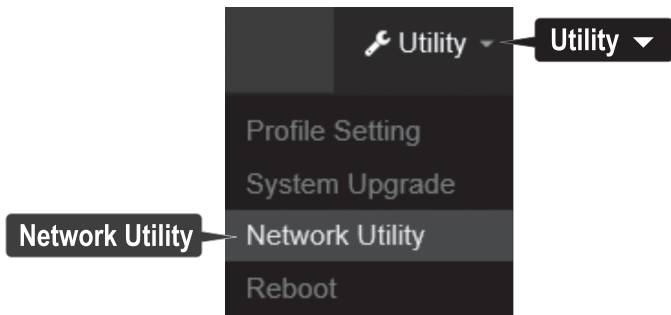 Utility
Utility
Profile Setting
System Upgrade
Network Utility
Network Utility
Reboot